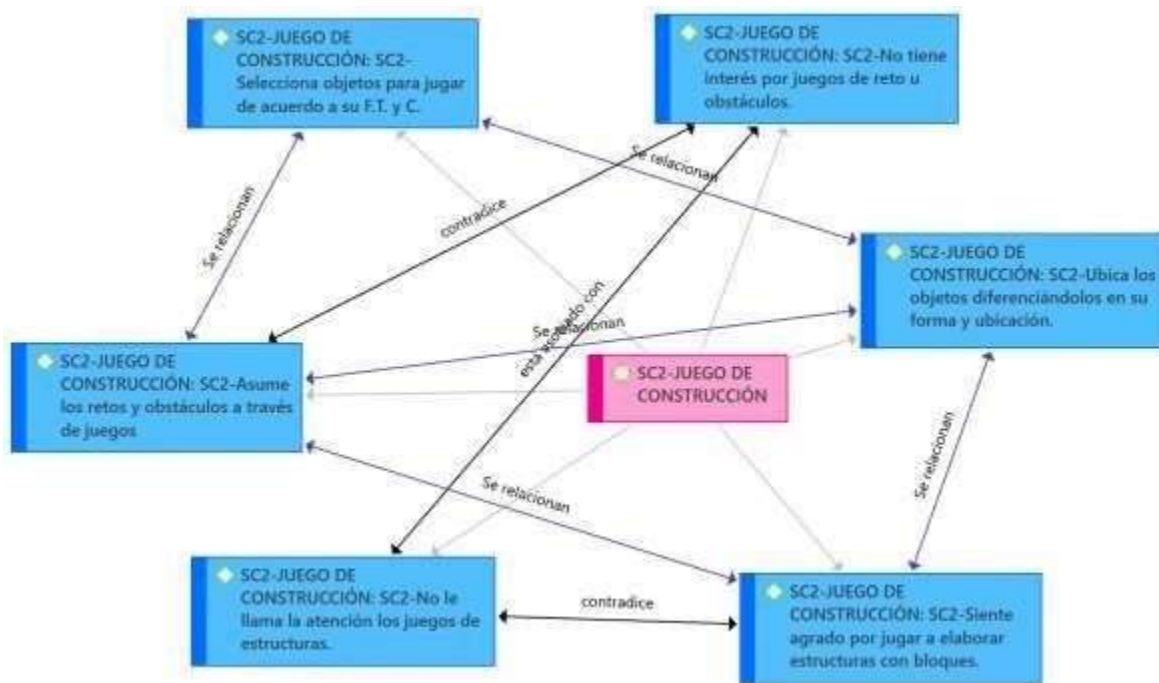 SC2-JUEGO DE
CONSTRUCCIÓN: SC2-
Selecciona objetos para jugar
de acuerdo a su F.T. y C.
SC2-JUEGO DE
CONSTRUCCIÓN: SC2-No tiene
interés por juegos de reto u
obstáculos.
Se relacionan
Se relacionan
contradice
SC2-JUEGO DE
CONSTRUCCIÓN: SC2-Ubica los
objetos diferenciándolos en su
forma y ubicación.
está asociado con
Se relacionan
SC2-JUEGO DE
CONSTRUCCIÓN: SC2-Asume
los retos y obstáculos a través
de juegos
SC2-JUEGO DE
CONSTRUCCIÓN
Se relacionan
Se relacionan
SC2-JUEGO DE
CONSTRUCCIÓN: SC2-No le
llama la atención los juegos de
estructuras.
contradice
SC2-JUEGO DE
CONSTRUCCIÓN: SC2-Siente
agrado por jugar a elaborar
estructuras con bloques.